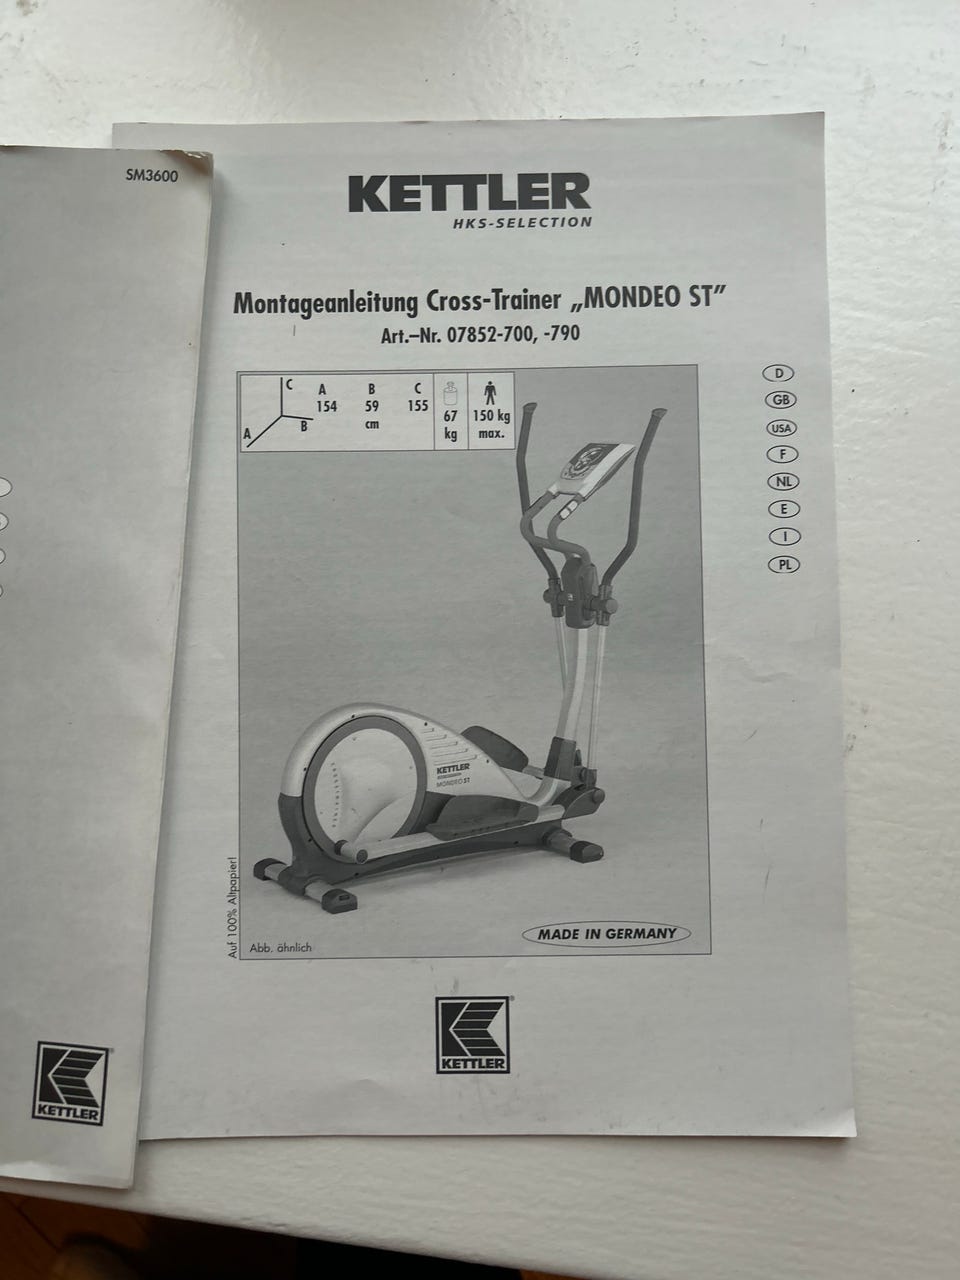 SM3600
KETTLER
KETTLER
HKS-SELECTION
Montageanleitung Cross-Trainer „MONDEO ST”
Art.–Nr. 07852-700, -790
A B C
154 59 155
cm
C
B
A
67
kg
150 kg
max.
D
GB
USA
F
NL
E
I
PL
KETTLER
MONDEO ST
Auf 100% Altpapier!
Abb. ähnlich
MADE IN GERMANY
KETTLER